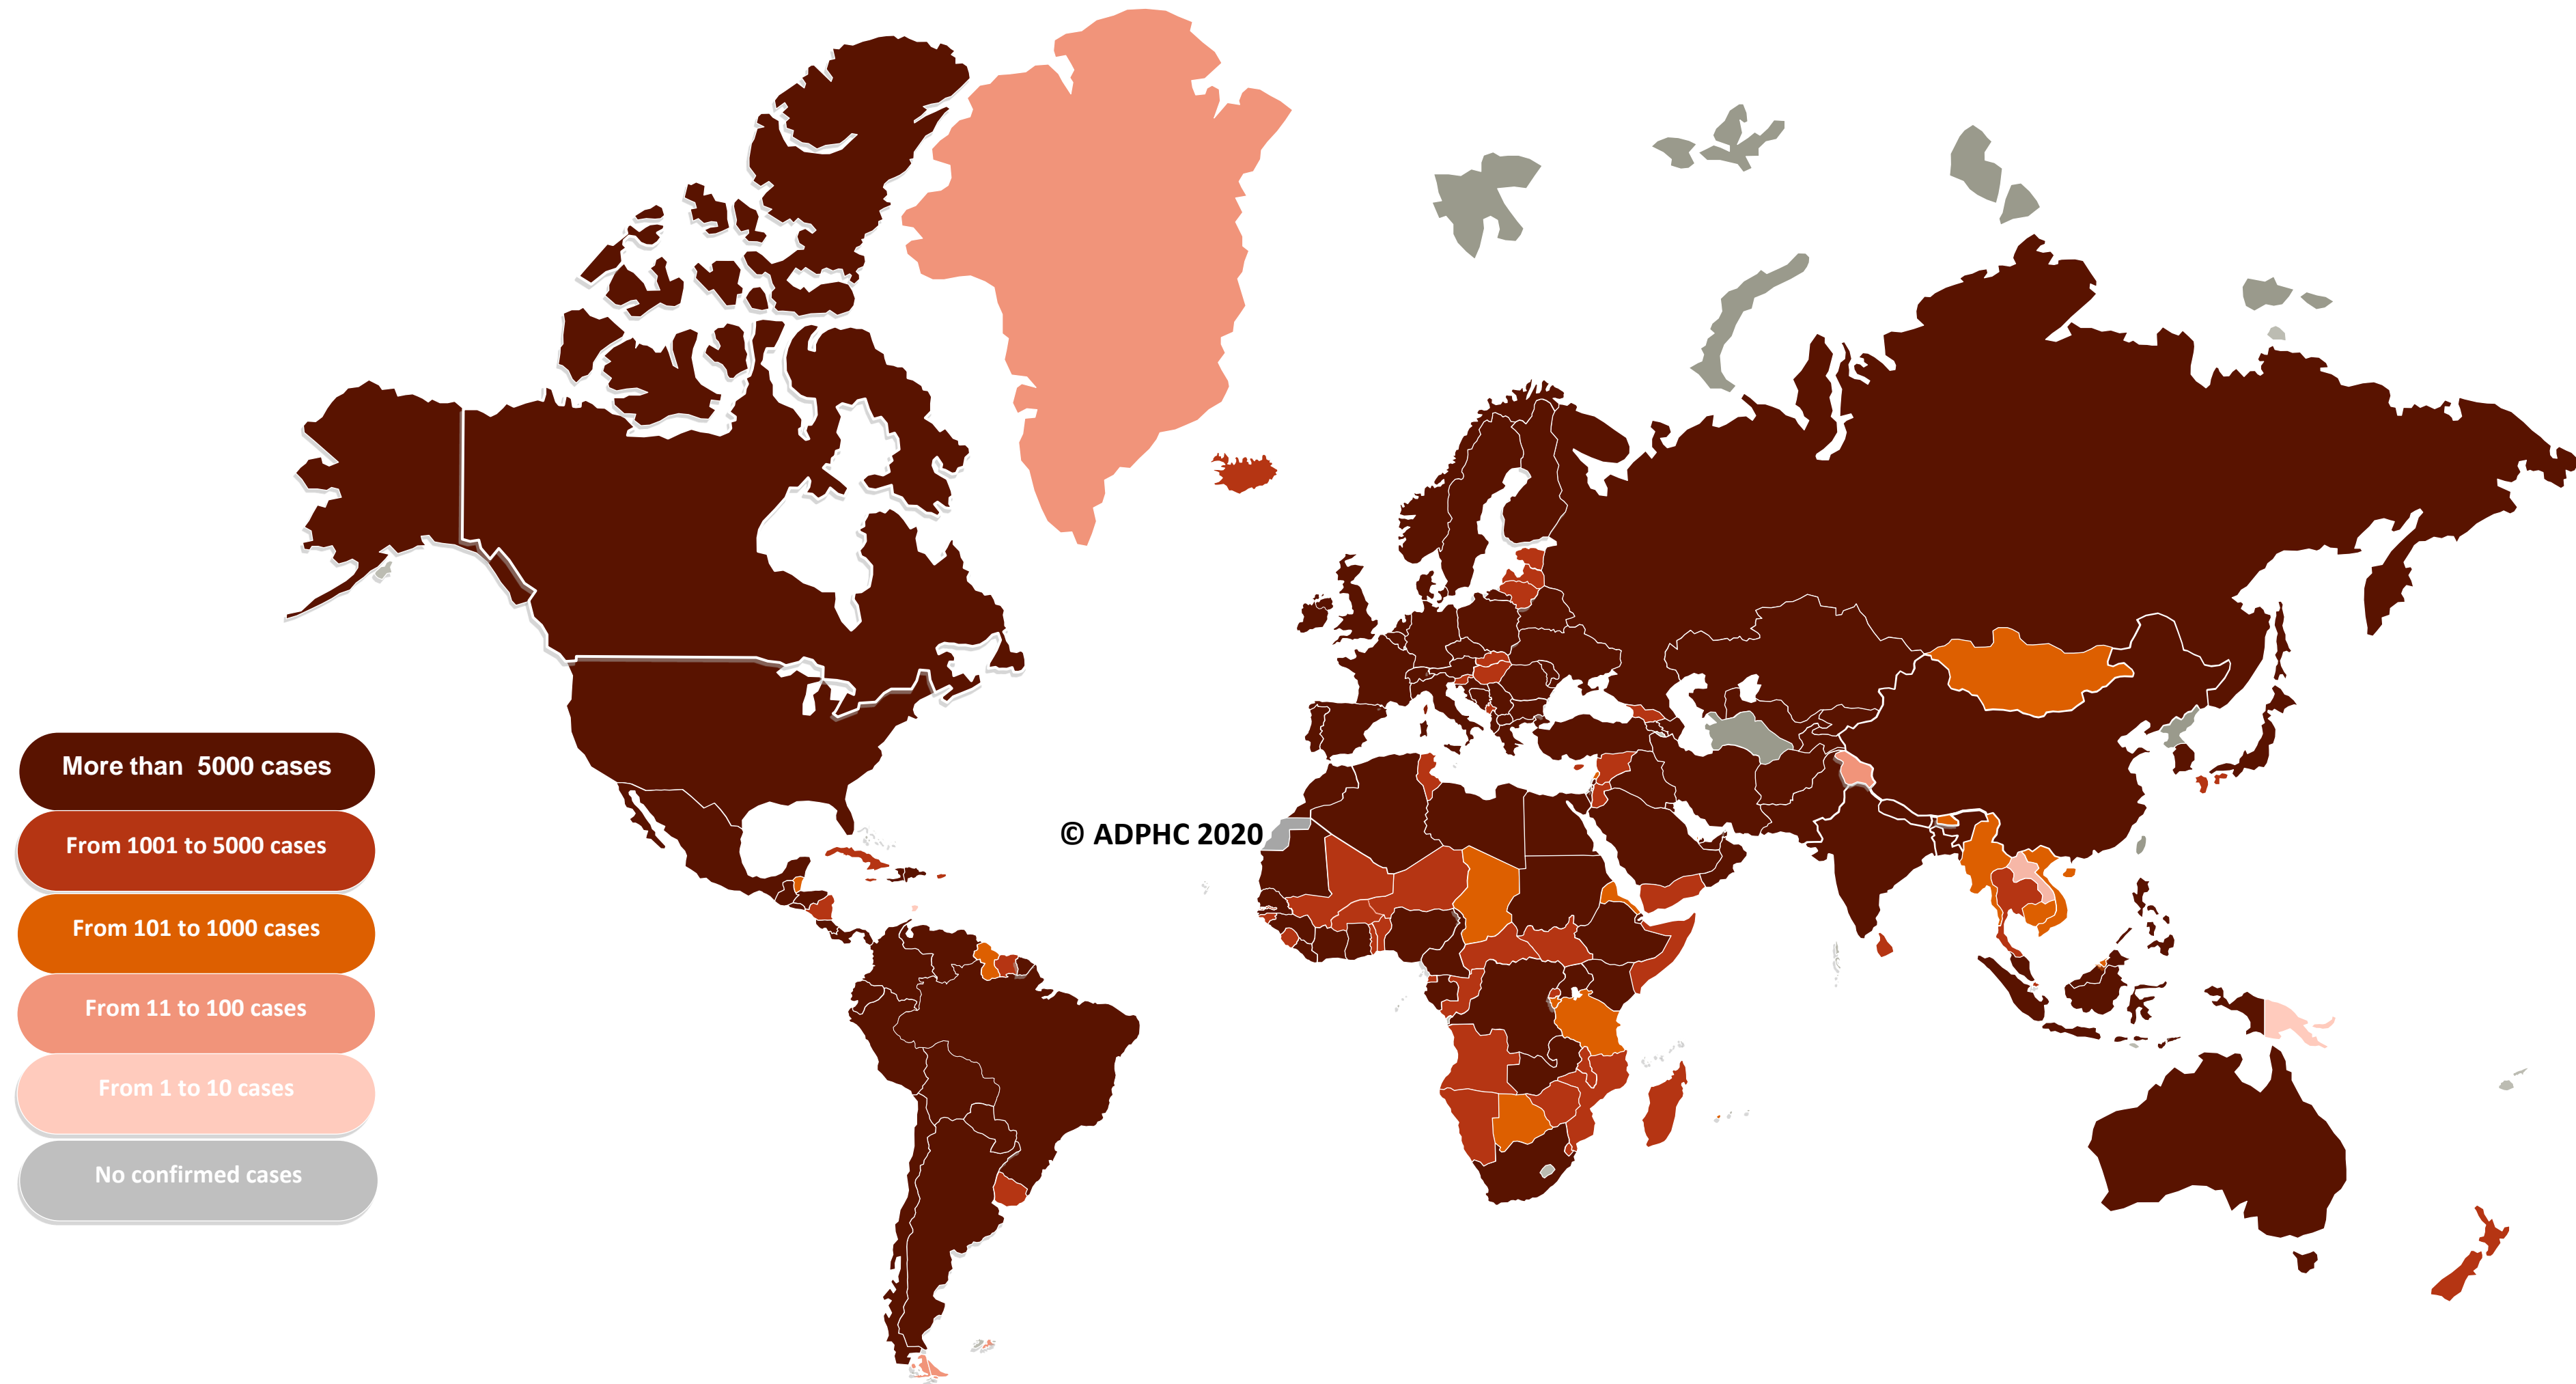 More than  5000 cases
From 1001 to 5000 cases
From 101 to 1000 cases
From 11 to 100 cases
From 1 to 10 cases
No confirmed cases
© ADPHC 2020